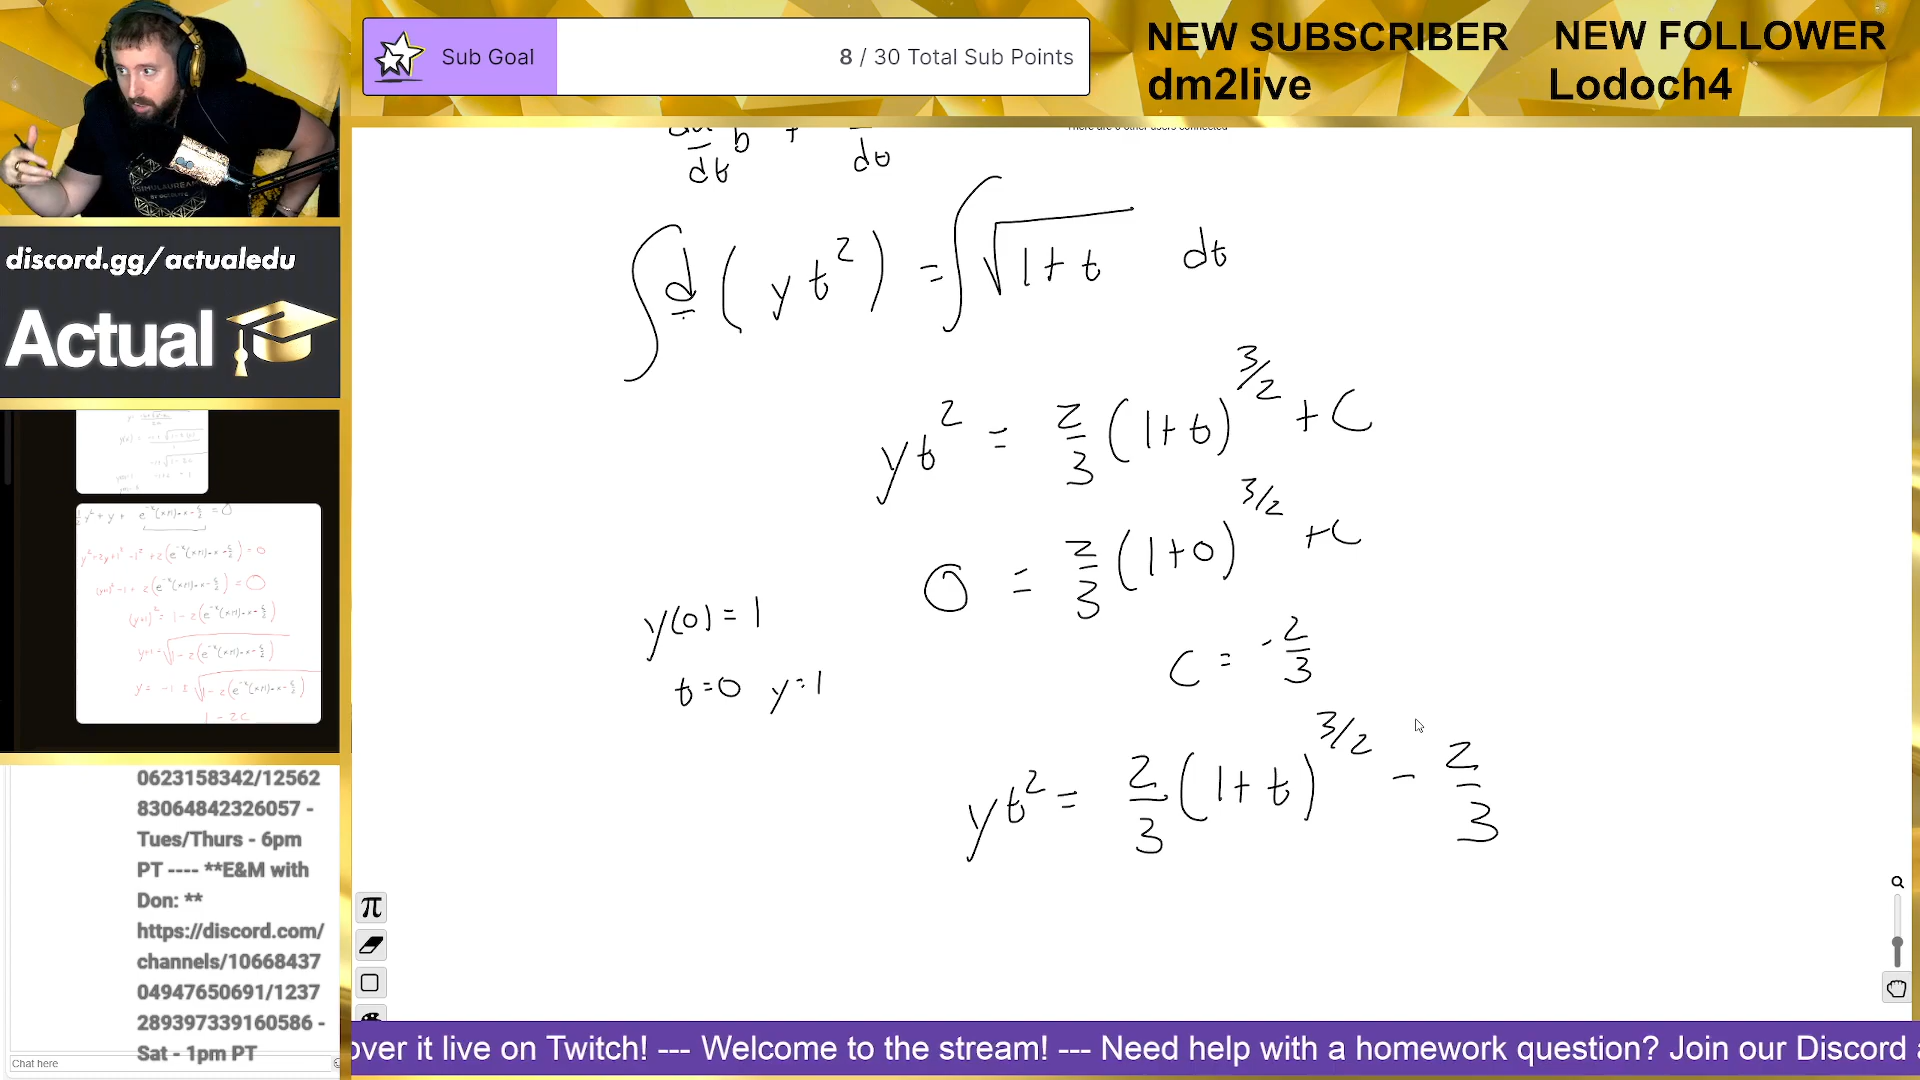 Sub Goal
8 / 30 Total Sub Points
NEW SUBSCRIBER
dm2live
NEW FOLLOWER
Lodoch4
discord.gg/actualedu
Actual
0623158342/12562
83064842326057 -
Tues/Thurs - 6pm
PT ---- **E&M with
Don: **
https://discord.com/
channels/10668437
04947650691/1237
289397339160586 -
Sat - 1pm PT
Chat here
∫ d ( y t² ) = ∫ √(1 + t) dt
y t² = 2/3 (1 + t)^3/2 + C
0 = 2/3 (1 + 0)^3/2 + C
y(0) = 1
t = 0 y = 1
C = -2/3
y t² = 2/3 (1 + t)^3/2 - 2/3
over it live on Twitch! --- Welcome to the stream! --- Need help with a homework question? Join our Discord